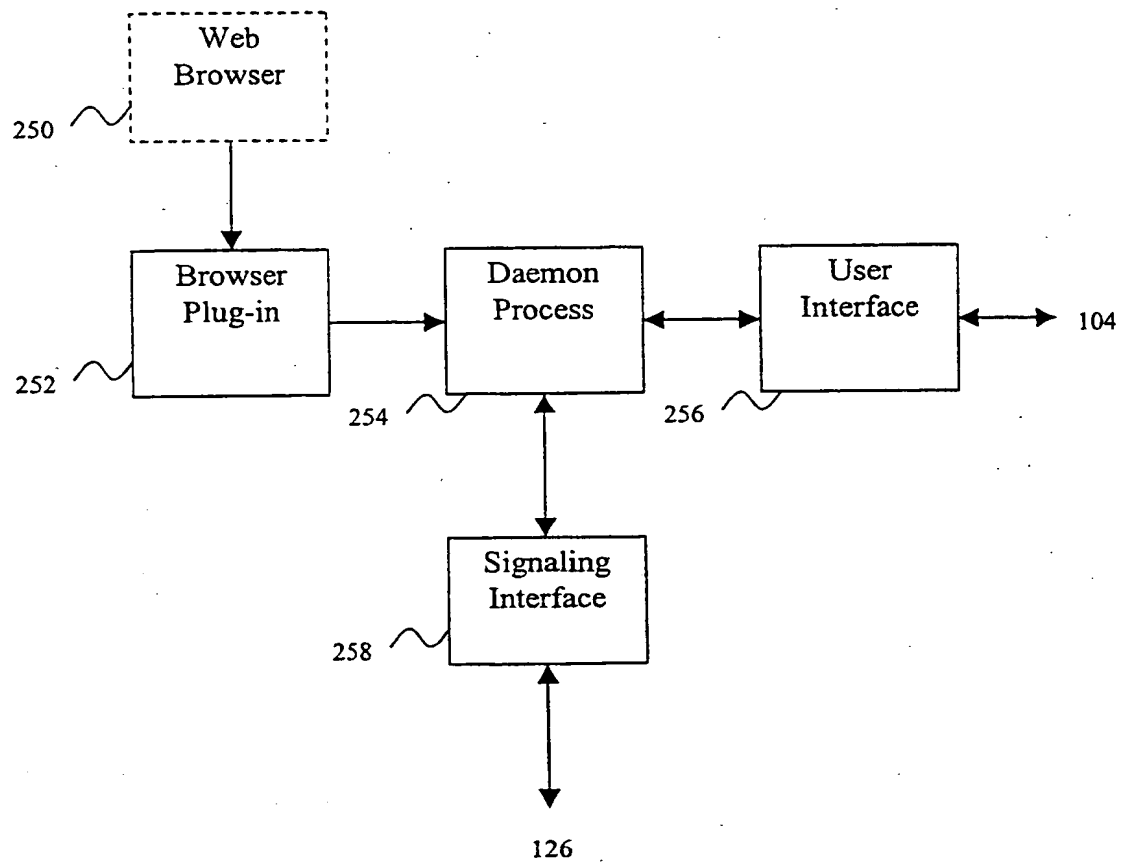 Web
Browser
250
Browser
Plug-in
252
Daemon
Process
254
User
Interface
256
104
Signaling
Interface
258
126